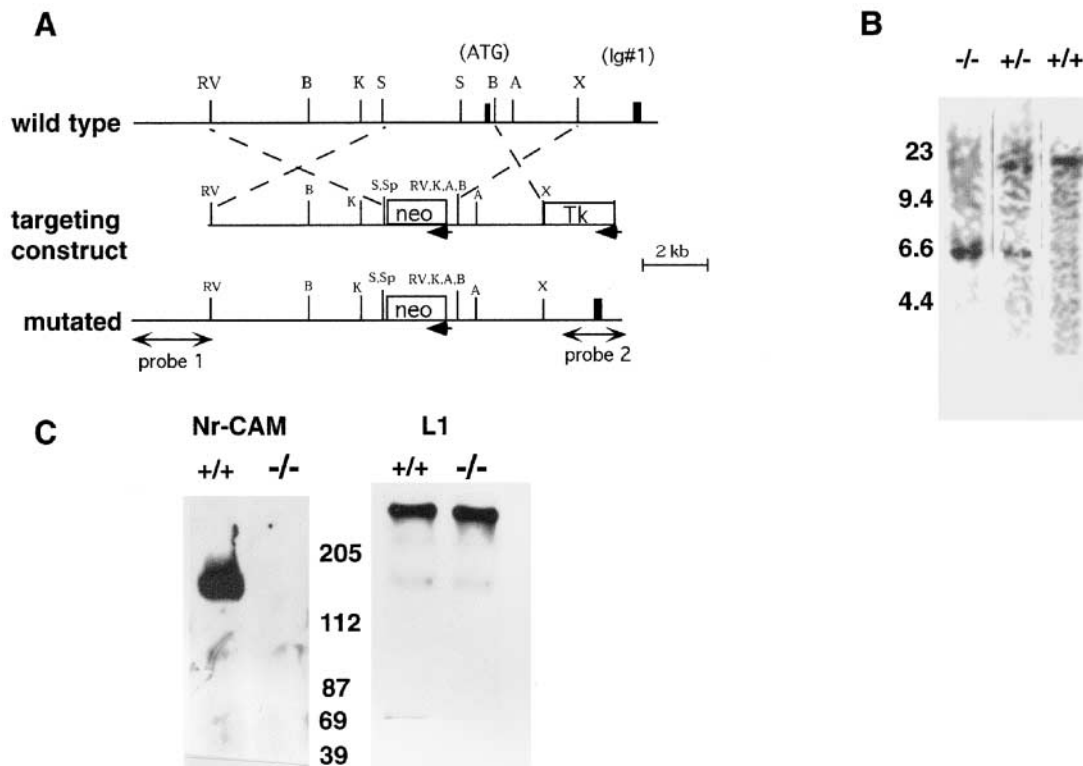 A
(ATG)
(Ig#1)
RV B K S S B A X
wild type
RV B K S,Sp RV,K,A,B A X
neo Tk
targeting
construct
2 kb
RV B K S,Sp RV,K,A,B A X
neo
mutated
probe 1 probe 2
B
-/- +/- +/+
23
9.4
6.6
4.4
C
Nr-CAM L1
+/+ -/- +/+ -/-
205
112
87
69
39